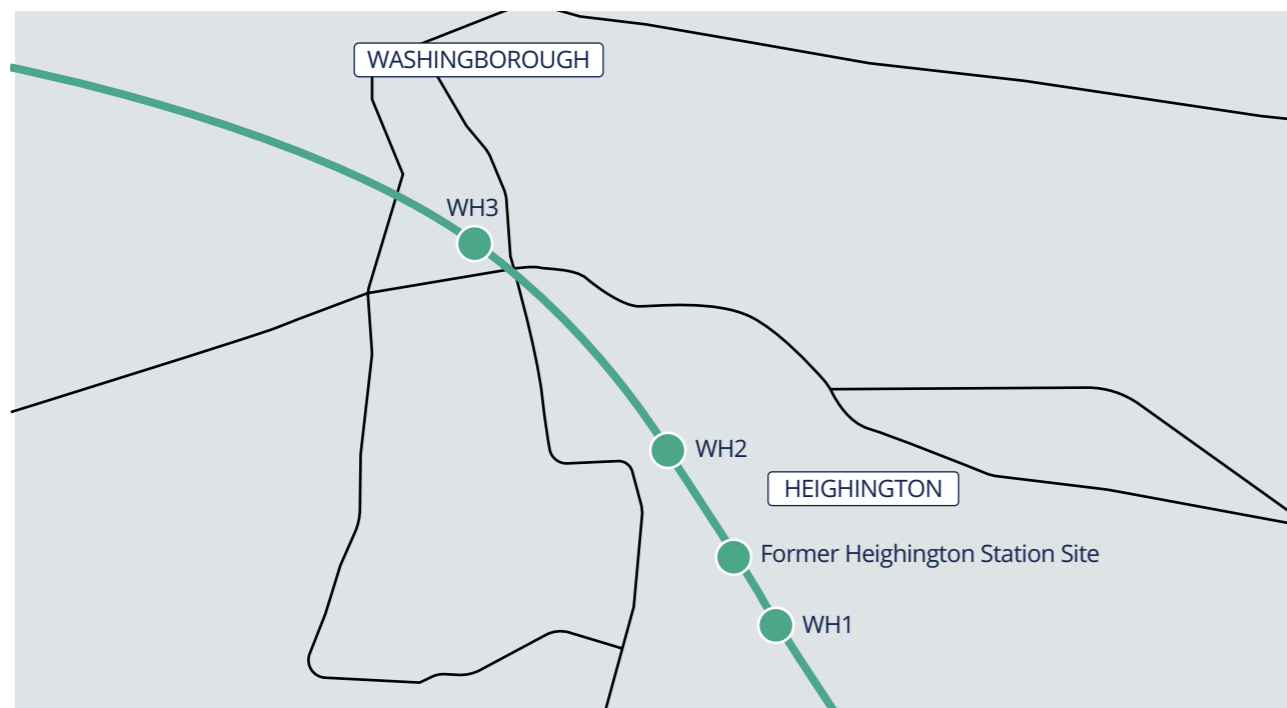 WASHINGBOROUGH
WH3
WH2
HEIGHINGTON
Former Heighington Station Site
WH1